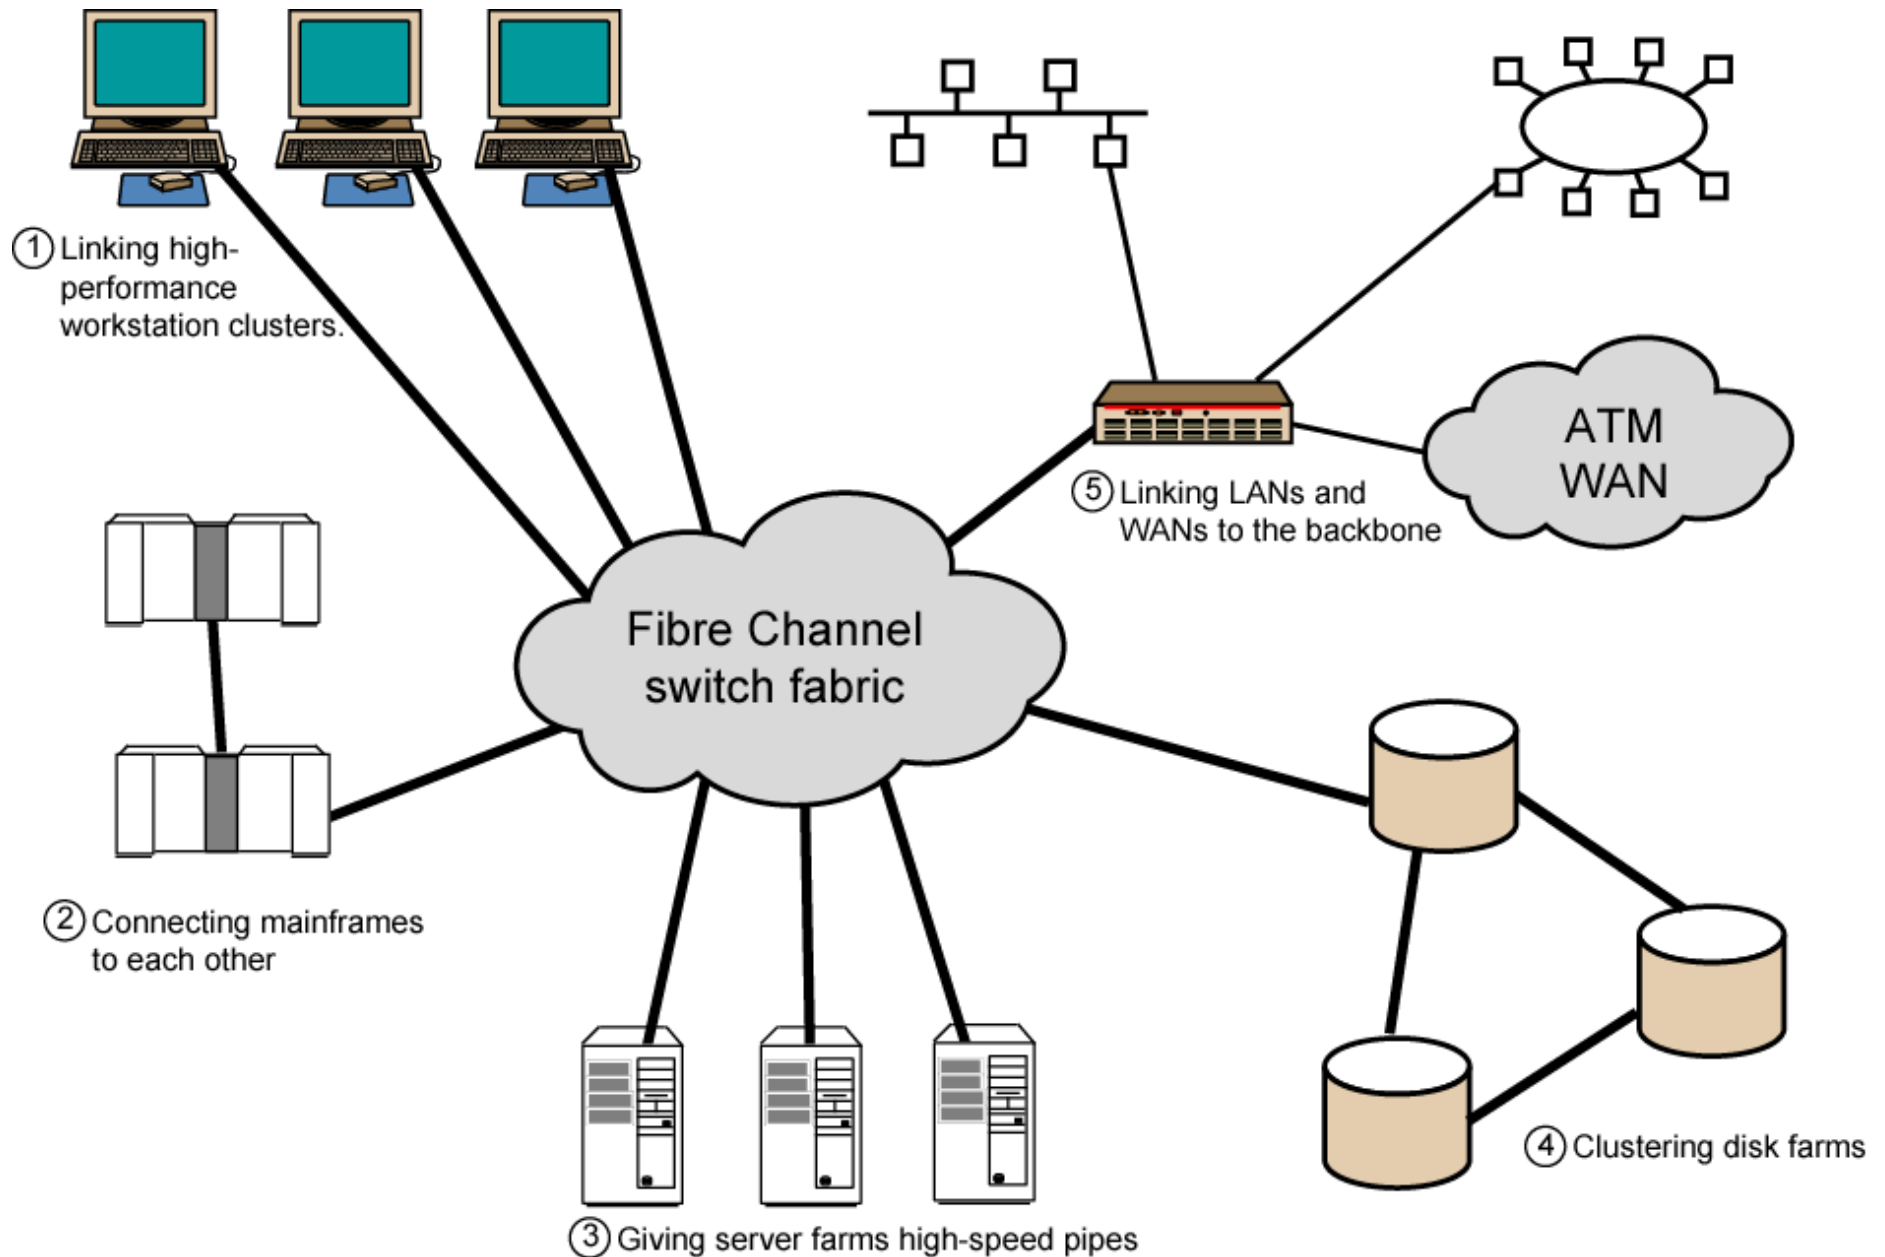 1 Linking high-
performance
workstation clusters.
ATM
WAN
5 Linking LANs and
WANs to the backbone
Fibre Channel
switch fabric
2 Connecting mainframes
to each other
4 Clustering disk farms
3 Giving server farms high-speed pipes